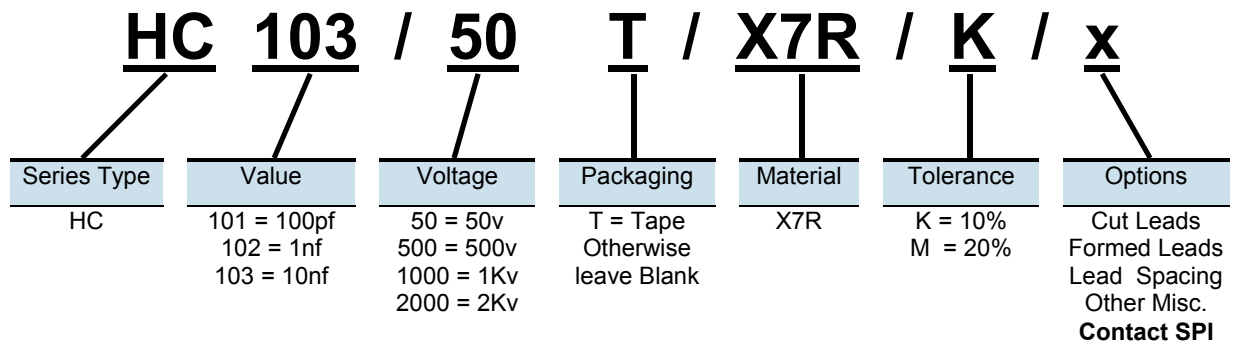 HC 103 / 50 T / X7R / K / x
Series Type Value Voltage Packaging Material Tolerance Options
HC 101 = 100pf 50 = 50v T = Tape X7R K = 10% Cut Leads
102 = 1nf 500 = 500v Otherwise M = 20% Formed Leads
103 = 10nf 1000 = 1Kv leave Blank Lead Spacing
2000 = 2Kv Other Misc.
Contact SPI